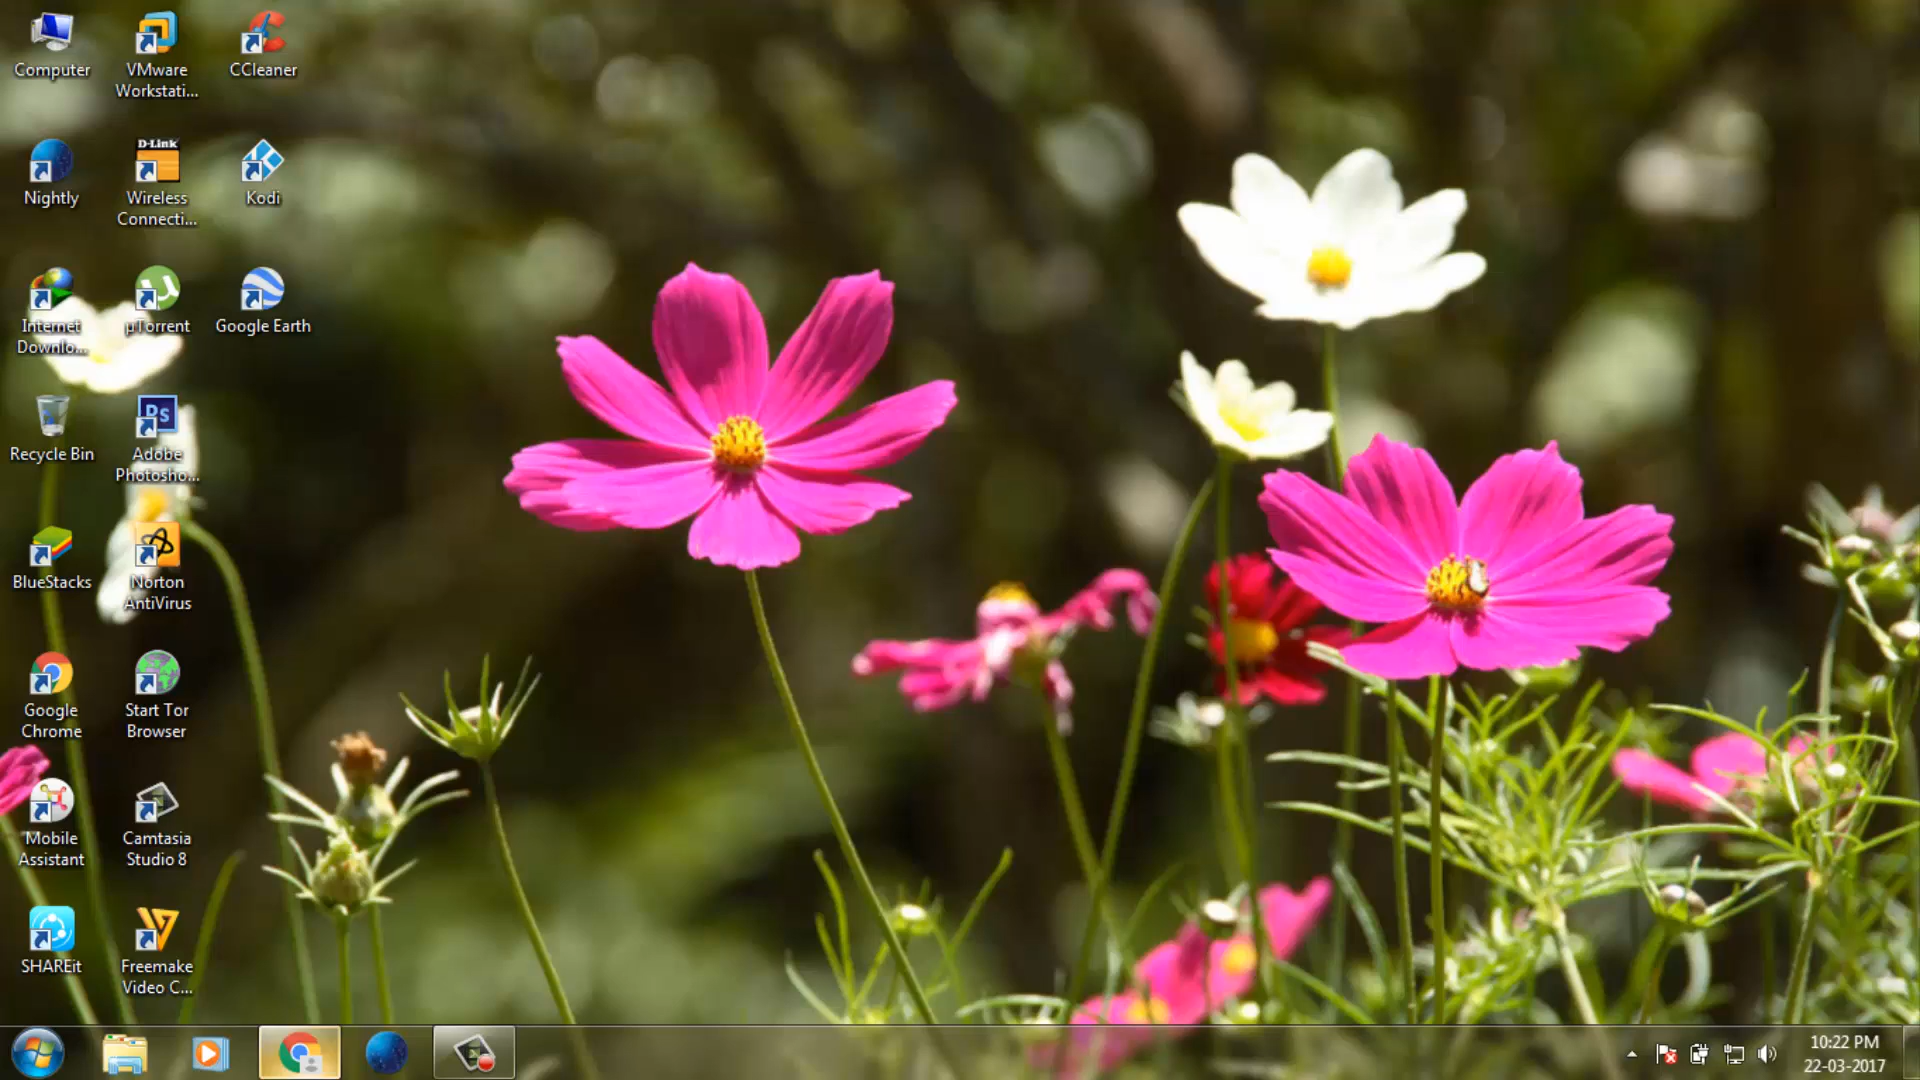 Computer
VMware
Workstati...
CCleaner
Nightly
D-Link
Wireless
Connecti...
Kodi
Internet
Downlo...
µTorrent
Google Earth
Recycle Bin
Ps
Adobe
Photosho...
BlueStacks
Norton
AntiVirus
Google
Chrome
Start Tor
Browser
Mobile
Assistant
Camtasia
Studio 8
SHAREit
Freemake
Video C...
10:22 PM
22-03-2017